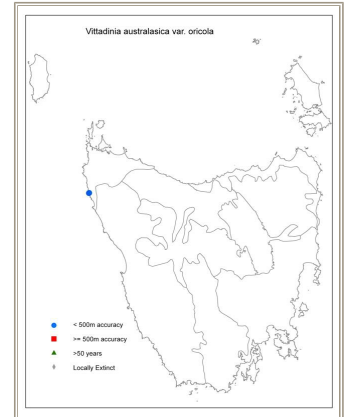 Vittadinia australasica var. oricola
< 500m accuracy
>= 500m accuracy
>50 years
Locally Extinct